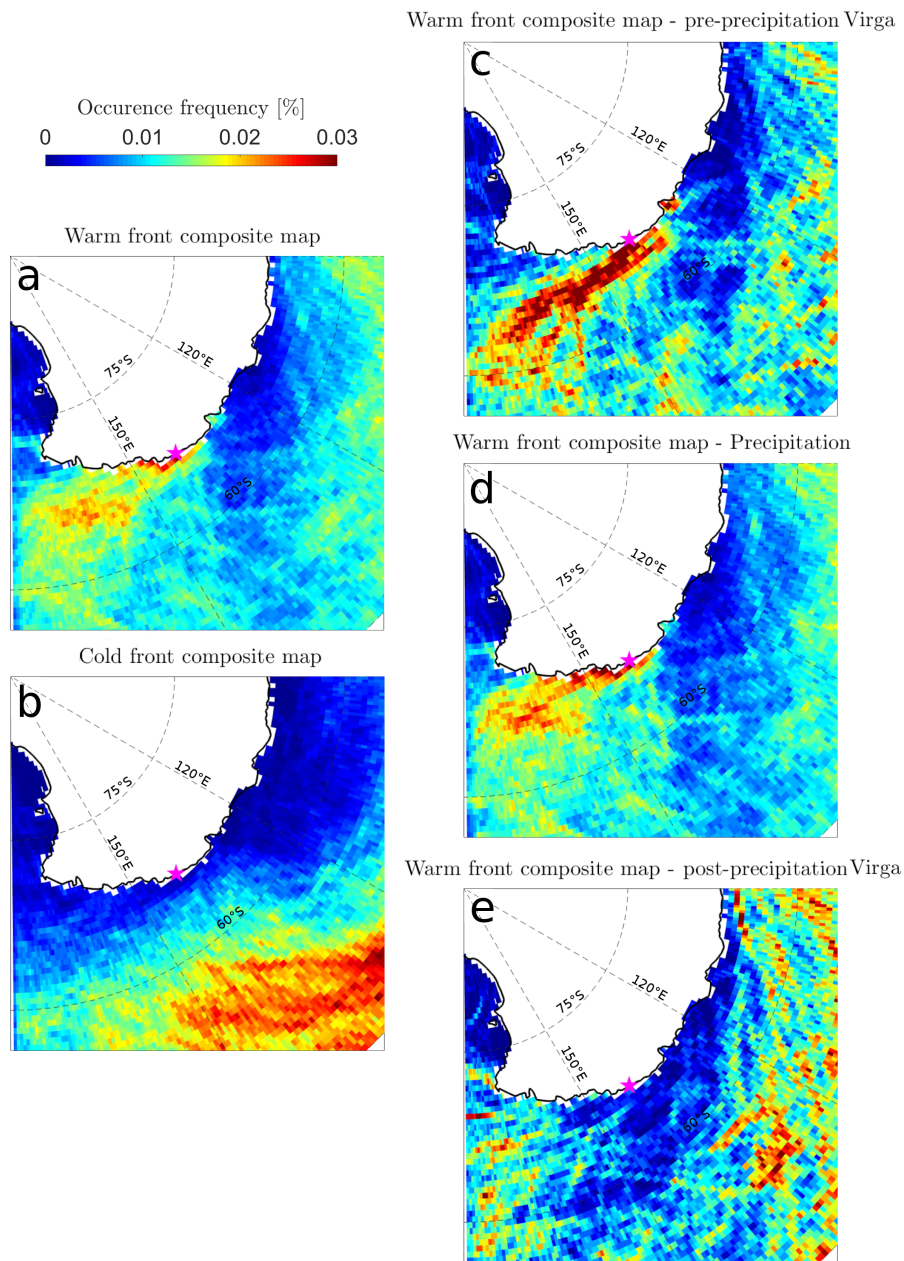 Occurence frequency [%]
0 0.01 0.02 0.03
Warm front composite map
a
75°S
120°E
150°E
60°S
Cold front composite map
b
75°S
120°E
150°E
60°S
Warm front composite map - pre-precipitation Virga
c
75°S
120°E
150°E
60°S
Warm front composite map - Precipitation
d
75°S
120°E
150°E
60°S
Warm front composite map - post-precipitation Virga
e
75°S
120°E
150°E
60°S